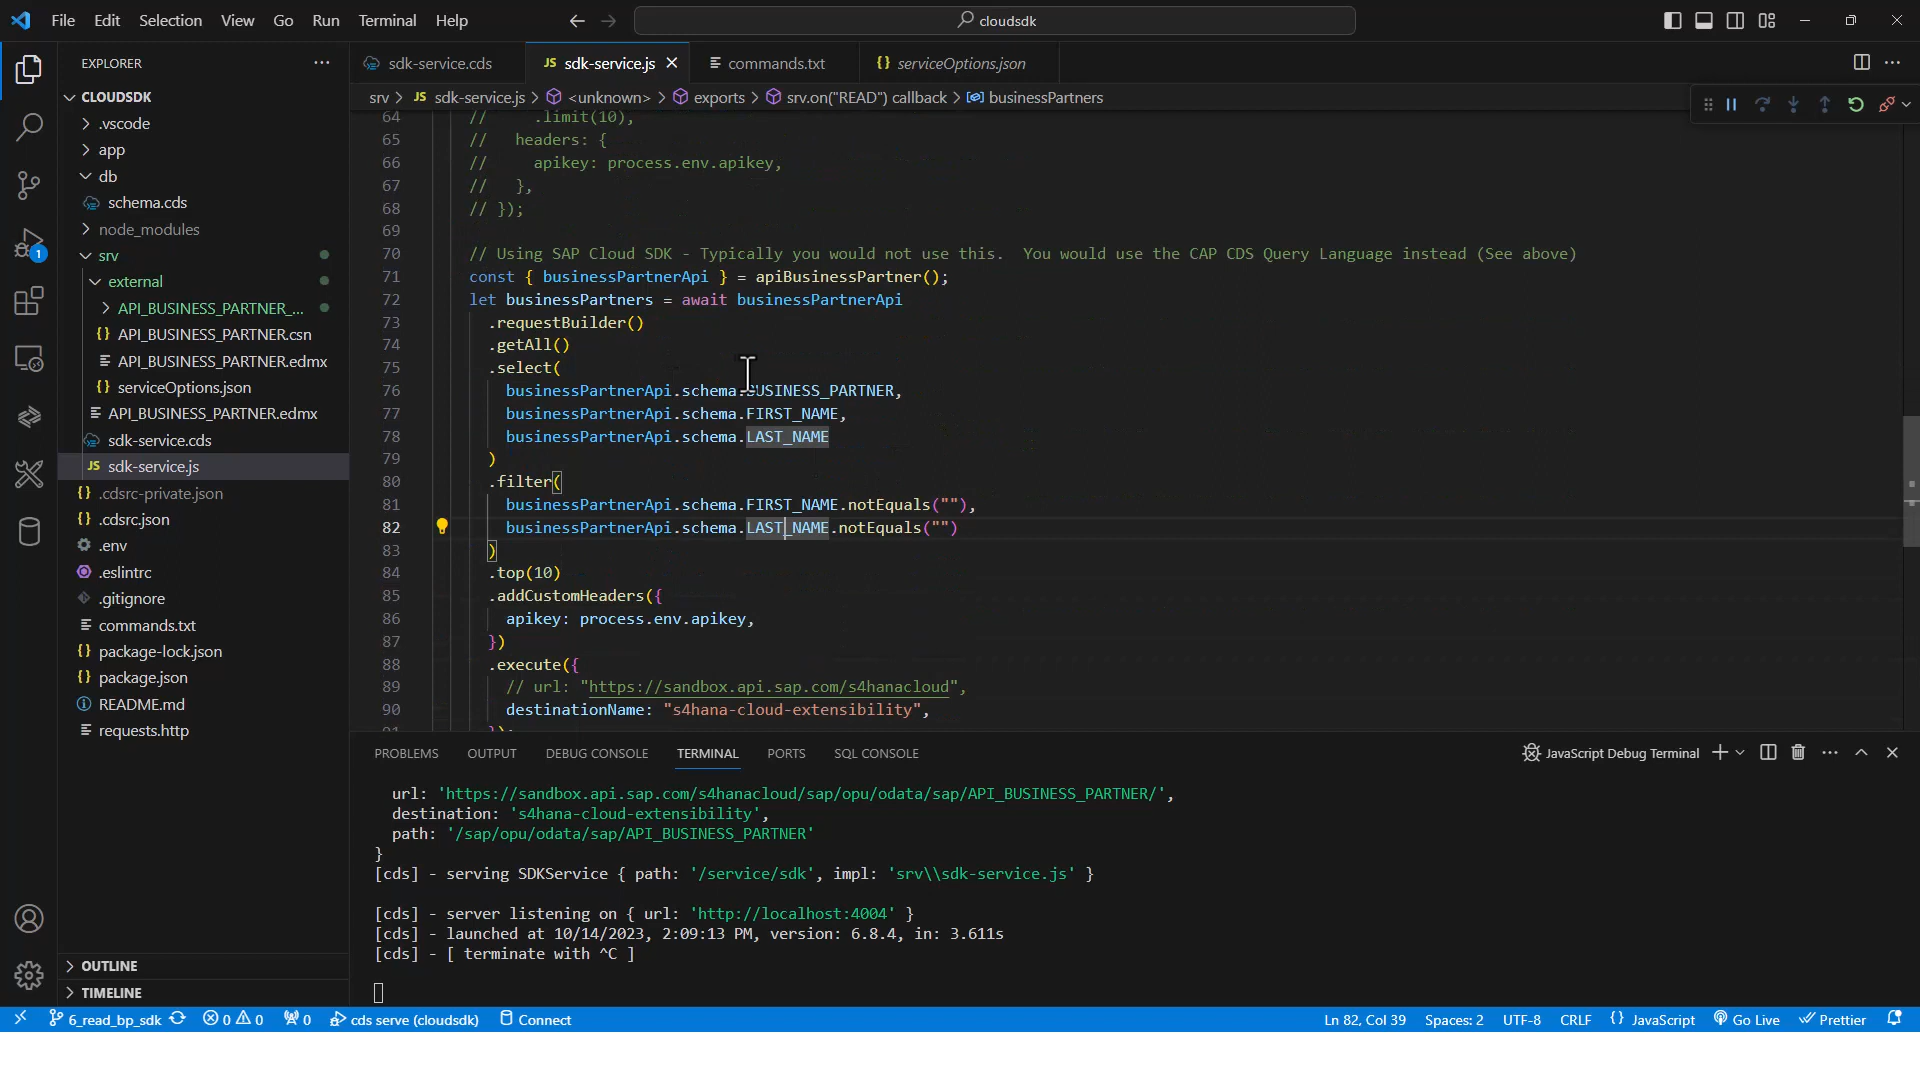 File Edit Selection View Go Run Terminal Help
cloudsdk
EXPLORER
CLOUDSDK
.vscode
app
db
schema.cds
node_modules
srv
external
API_BUSINESS_PARTNER_...
API_BUSINESS_PARTNER.csn
API_BUSINESS_PARTNER.edmx
serviceOptions.json
API_BUSINESS_PARTNER.edmx
sdk-service.cds
JS sdk-service.js
.cdsrc-private.json
.cdsrc.json
.env
.eslintrc
.gitignore
commands.txt
package-lock.json
package.json
README.md
requests.http
OUTLINE
TIMELINE
1
sdk-service.cds JS sdk-service.js commands.txt {} serviceOptions.json
srv > JS sdk-service.js > <unknown> > exports > srv.on("READ") callback > businessPartners
64 // .limit(10),
65 // headers: {
66 // apikey: process.env.apikey,
67 // },
68 // });
69
70 // Using SAP Cloud SDK - Typically you would not use this.  You would use the CAP CDS Query Language instead (See above)
71 const { businessPartnerApi } = apiBusinessPartner();
72 let businessPartners = await businessPartnerApi
73 .requestBuilder()
74 .getAll()
75 .select(
76 businessPartnerApi.schema.BUSINESS_PARTNER,
77 businessPartnerApi.schema.FIRST_NAME,
78 businessPartnerApi.schema.LAST_NAME
79 )
80 .filter(
81 businessPartnerApi.schema.FIRST_NAME.notEquals(""),
82 businessPartnerApi.schema.LAST_NAME.notEquals("")
83 )
84 .top(10)
85 .addCustomHeaders({
86 apikey: process.env.apikey,
87 })
88 .execute({
89 // url: "https://sandbox.api.sap.com/s4hanacloud",
90 destinationName: "s4hana-cloud-extensibility",
91 });
PROBLEMS OUTPUT DEBUG CONSOLE TERMINAL PORTS SQL CONSOLE JavaScript Debug Terminal
url: 'https://sandbox.api.sap.com/s4hanacloud/sap/opu/odata/sap/API_BUSINESS_PARTNER/',
destination: 's4hana-cloud-extensibility',
path: '/sap/opu/odata/sap/API_BUSINESS_PARTNER'
}
[cds] - serving SDKService { path: '/service/sdk', impl: 'srv\\sdk-service.js' }
[cds] - server listening on { url: 'http://localhost:4004' }
[cds] - launched at 10/14/2023, 2:09:13 PM, version: 6.8.4, in: 3.611s
[cds] - [ terminate with ^C ]
6_read_bp_sdk 0 0 0 cds serve (cloudsdk) Connect Ln 82, Col 39 Spaces: 2 UTF-8 CRLF {} JavaScript Go Live Prettier